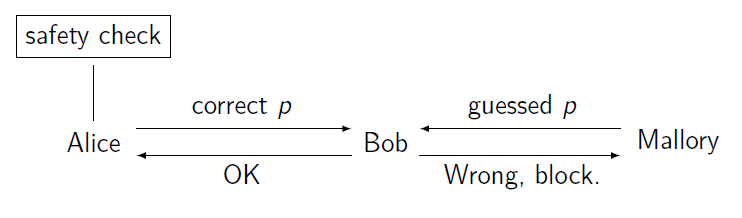 safety check
correct p
guessed p
Alice
Bob
Mallory
OK
Wrong, block.